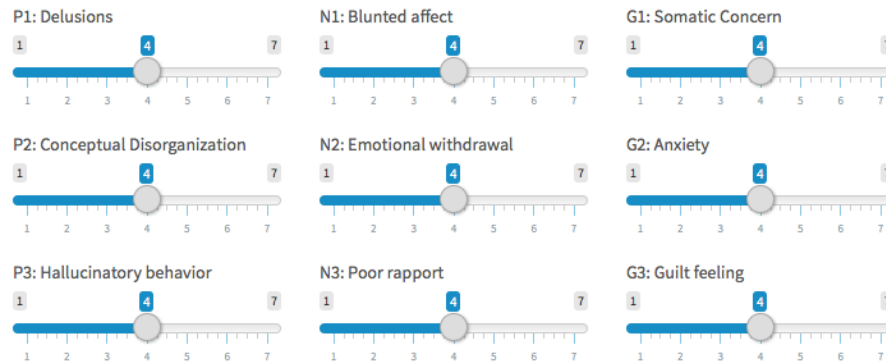 P1: Delusions N1: Blunted affect G1: Somatic Concern
1 4 7 1 4 7 1 4
1 2 3 4 5 6 7 1 2 3 4 5 6 7 1 2 3 4 5 6 7
P2: Conceptual Disorganization N2: Emotional withdrawal G2: Anxiety
1 4 7 1 4 7 1 4
1 2 3 4 5 6 7 1 2 3 4 5 6 7 1 2 3 4 5 6 7
P3: Hallucinatory behavior N3: Poor rapport G3: Guilt feeling
1 4 7 1 4 7 1 4
1 2 3 4 5 6 7 1 2 3 4 5 6 7 1 2 3 4 5 6 7